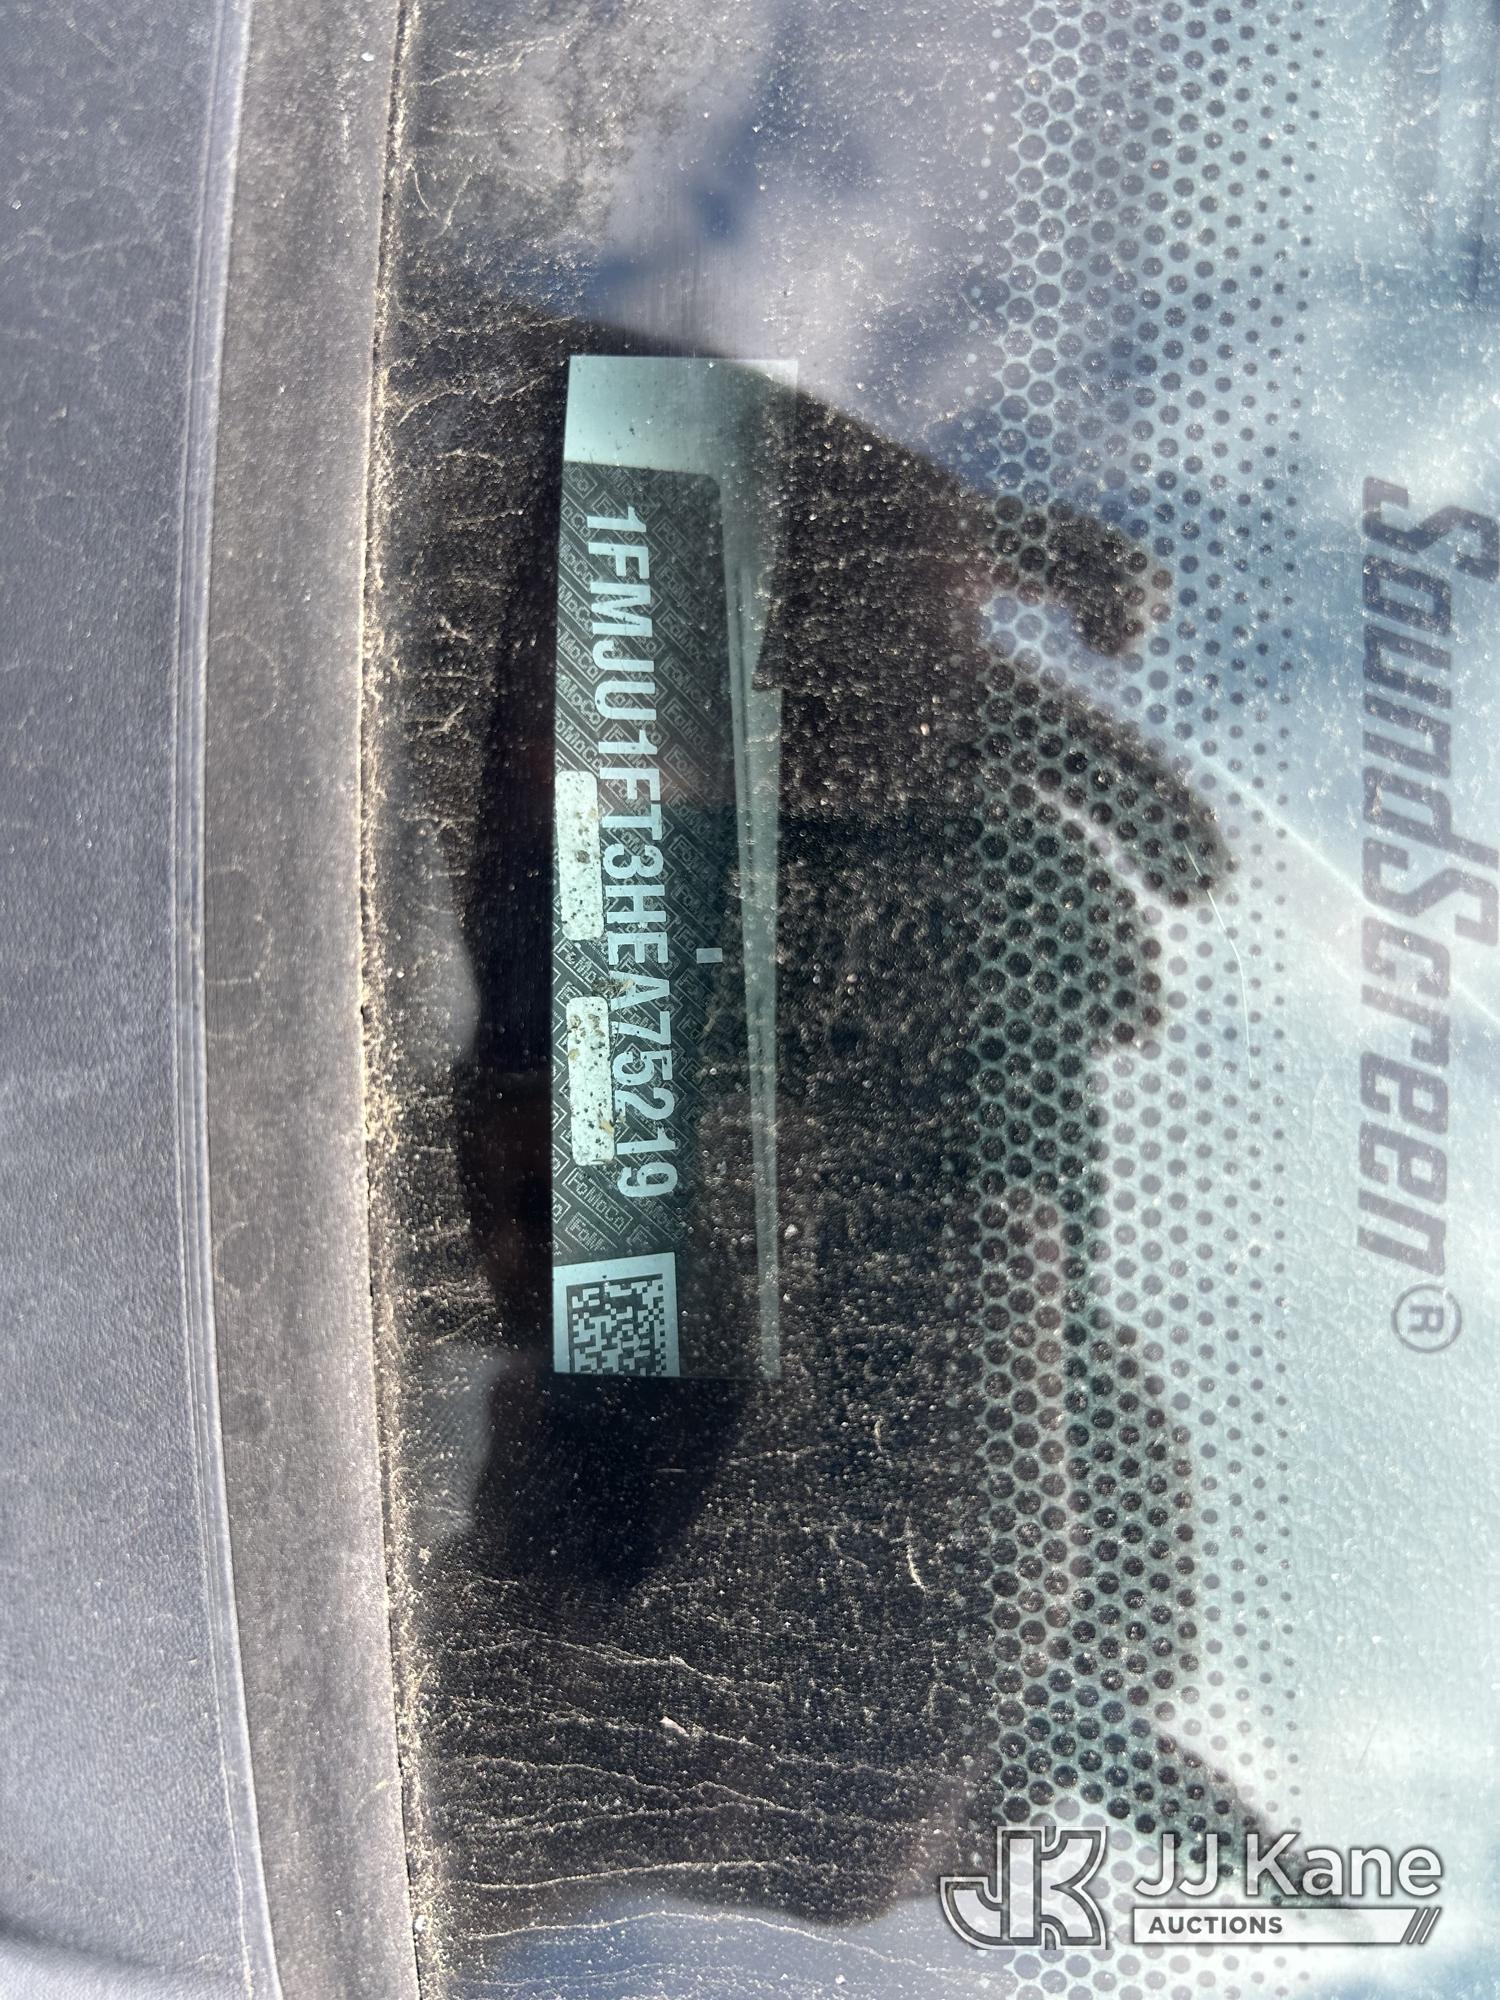 1FMJU1FT3HEA75219
SoundScreen®
JJ Kane
AUCTIONS